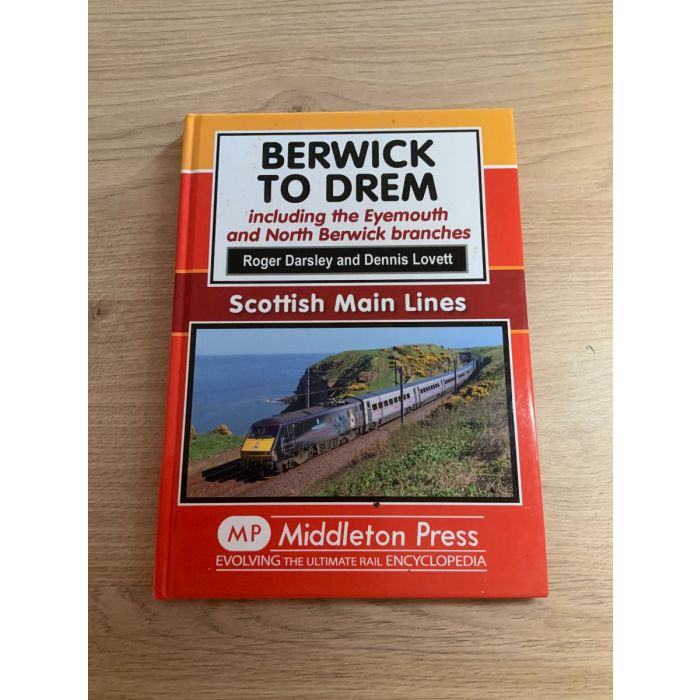 BERWICK
TO DREM
including the Eyemouth
and North Berwick branches
Roger Darsley and Dennis Lovett
Scottish Main Lines
MP Middleton Press
EVOLVING THE ULTIMATE RAIL ENCYCLOPEDIA